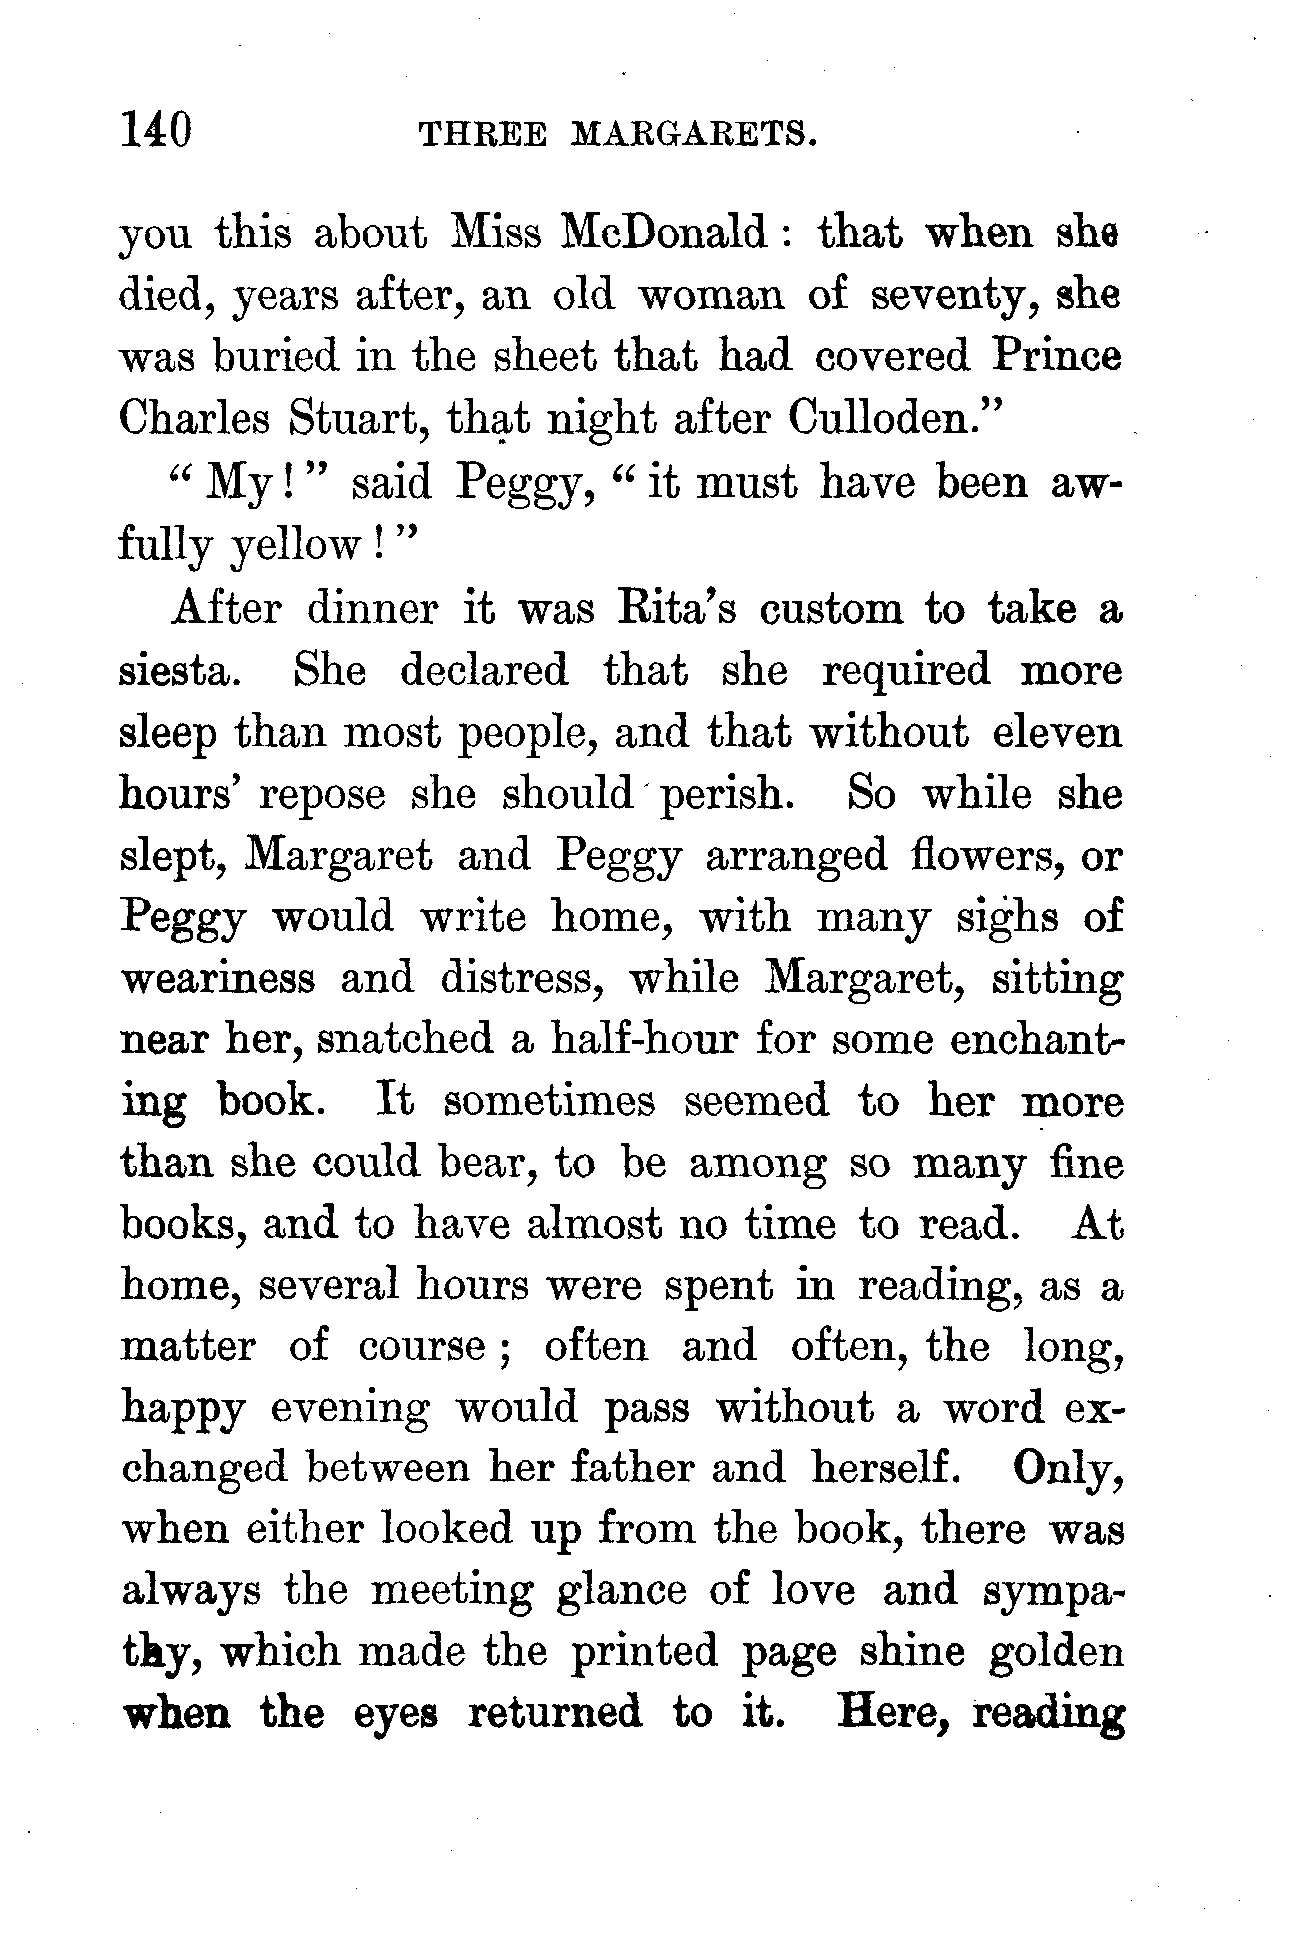 140 THREE MARGARETS.
you this about Miss McDonald : that when she
died, years after, an old woman of seventy, she
was buried in the sheet that had covered Prince
Charles Stuart, that night after Culloden.”
“ My ! ” said Peggy, “ it must have been aw-
fully yellow ! ”
After dinner it was Rita’s custom to take a
siesta. She declared that she required more
sleep than most people, and that without eleven
hours’ repose she should perish. So while she
slept, Margaret and Peggy arranged flowers, or
Peggy would write home, with many sighs of
weariness and distress, while Margaret, sitting
near her, snatched a half-hour for some enchant-
ing book. It sometimes seemed to her more
than she could bear, to be among so many fine
books, and to have almost no time to read. At
home, several hours were spent in reading, as a
matter of course ; often and often, the long,
happy evening would pass without a word ex-
changed between her father and herself. Only,
when either looked up from the book, there was
always the meeting glance of love and sympa-
thy, which made the printed page shine golden
when the eyes returned to it. Here, reading